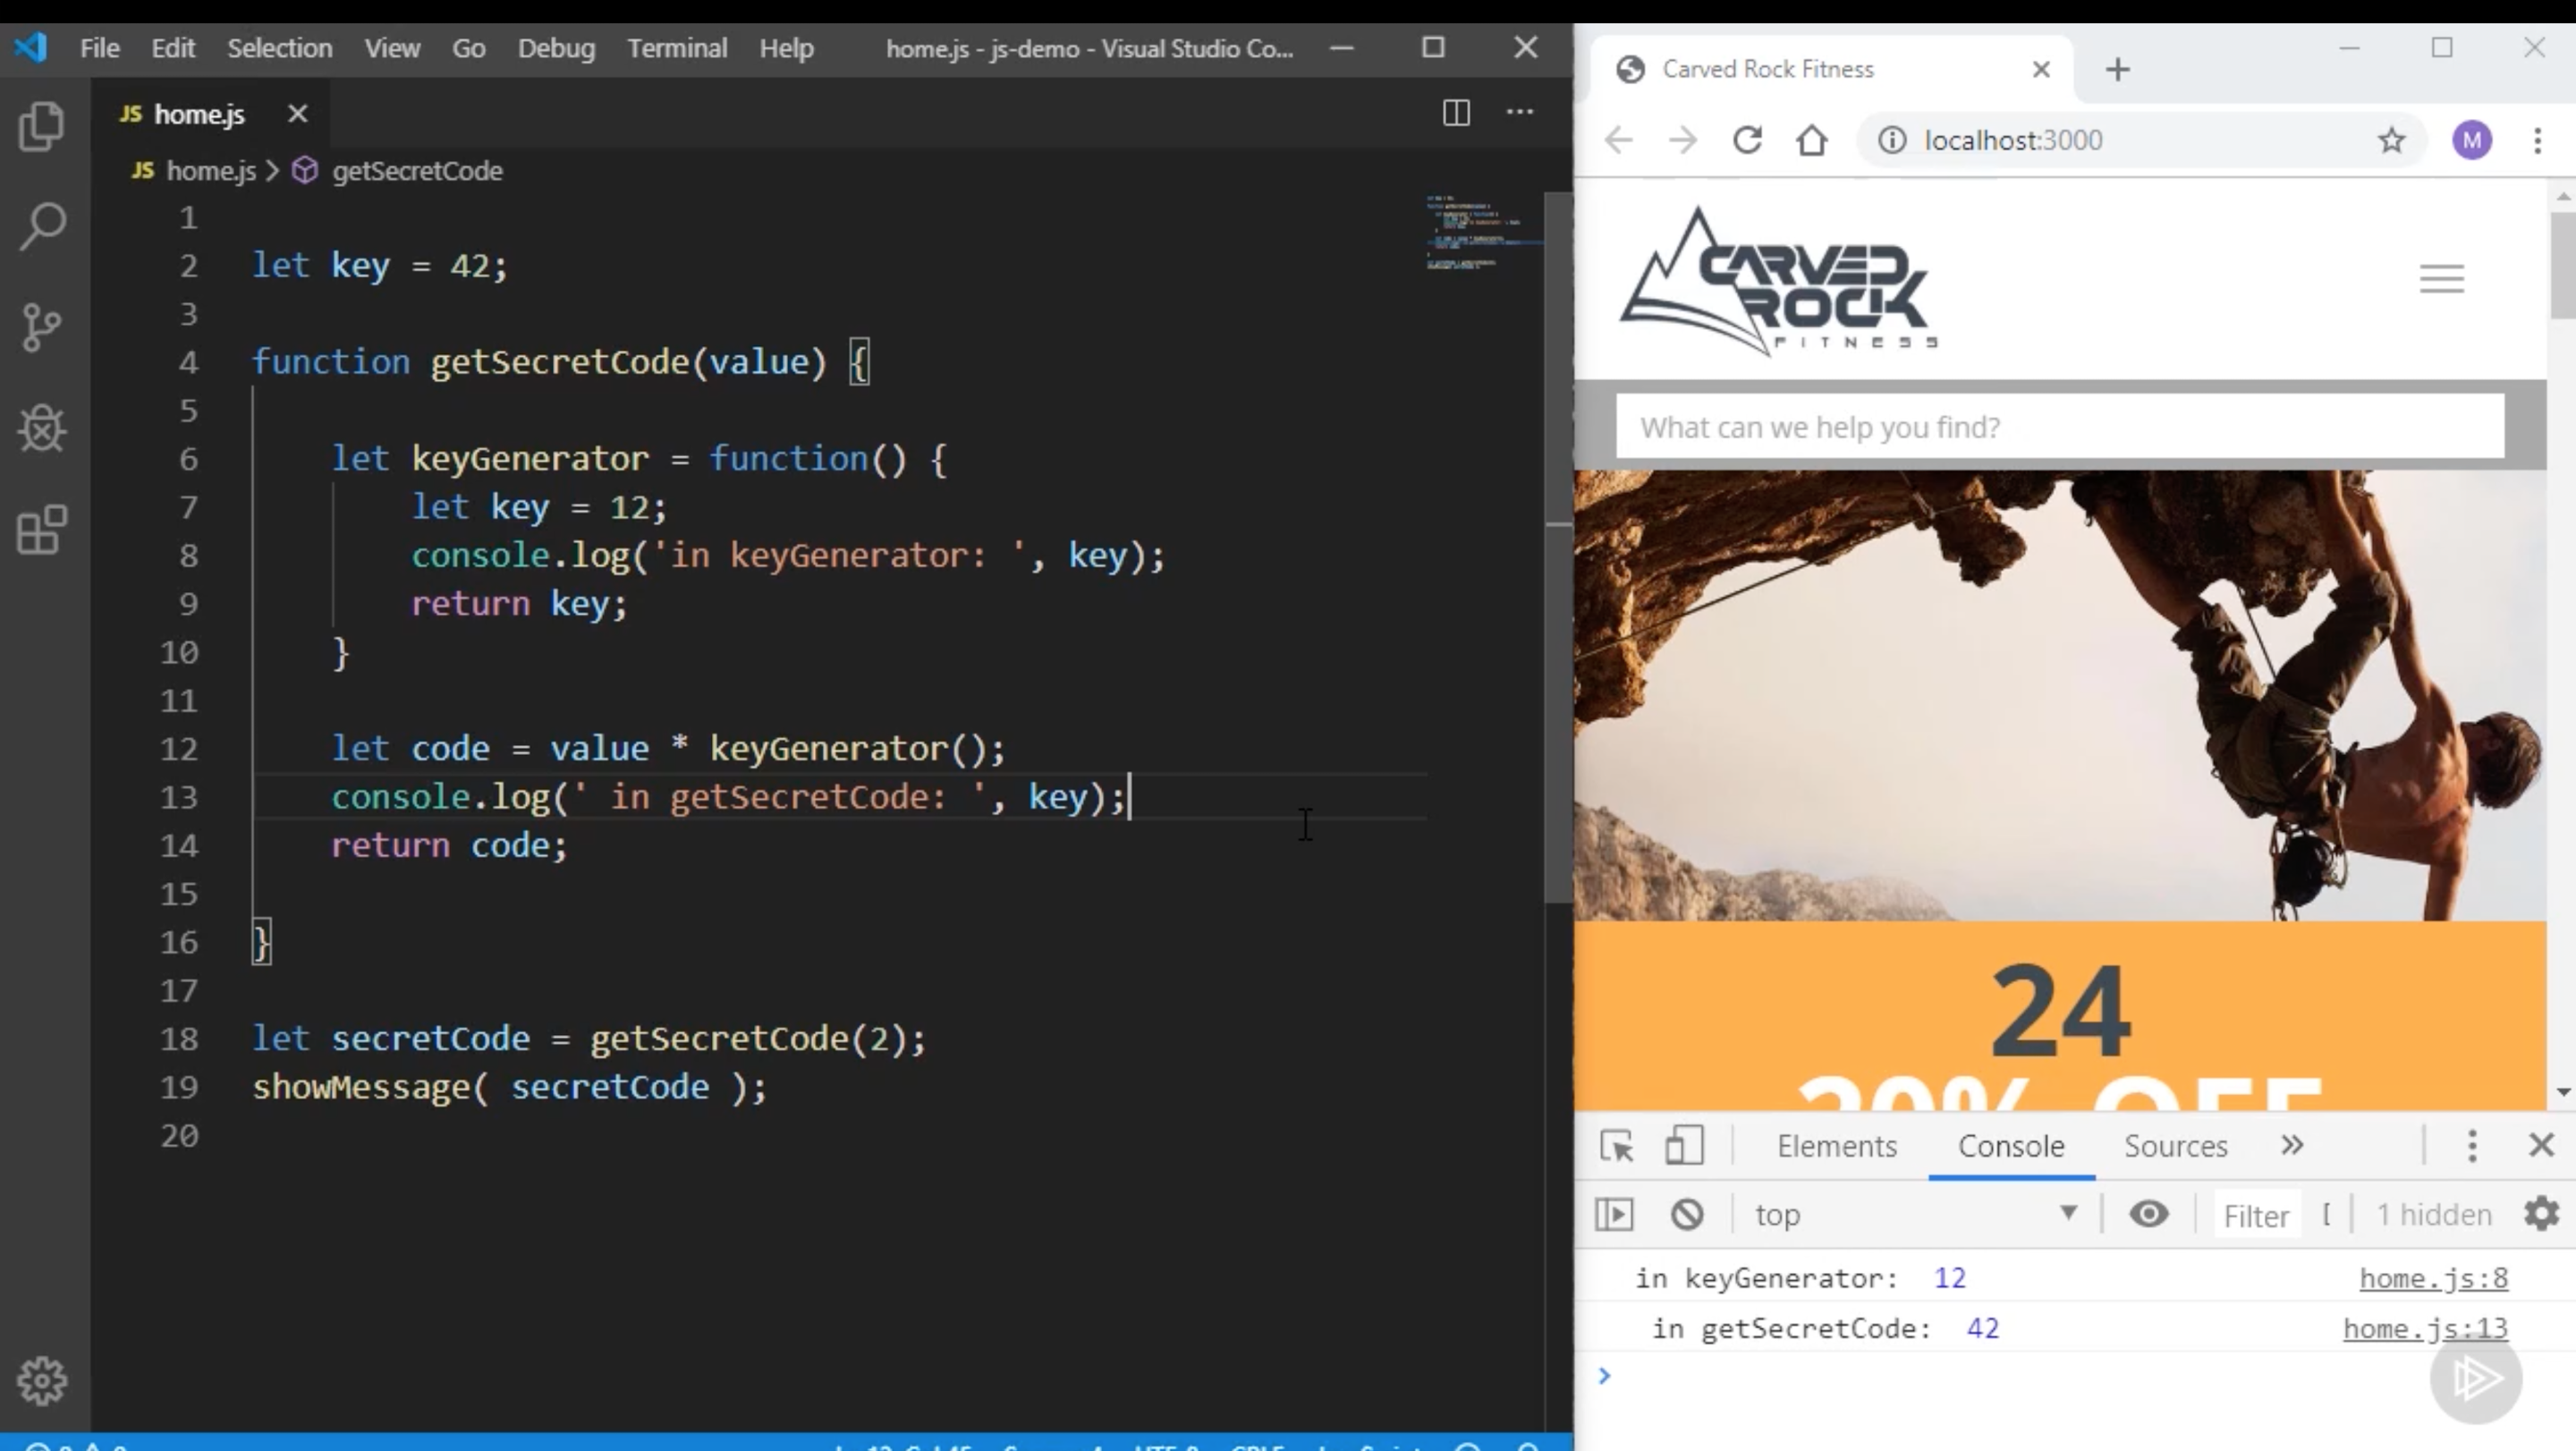 File Edit Selection View Go Debug Terminal Help home.js - js-demo - Visual Studio Co...
JS home.js
JS home.js > getSecretCode
1
2 let key = 42;
3
4 function getSecretCode(value) {
5
6 let keyGenerator = function() {
7 let key = 12;
8 console.log('in keyGenerator: ', key);
9 return key;
10 }
11
12 let code = value * keyGenerator();
13 console.log(' in getSecretCode: ', key);
14 return code;
15
16 }
17
18 let secretCode = getSecretCode(2);
19 showMessage( secretCode );
20
Carved Rock Fitness
localhost:3000
M
CARVED
ROCK
FITNESS
What can we help you find?
24
20% OFF
Elements Console Sources
top Filter 1 hidden
in keyGenerator: 12 home.js:8
in getSecretCode: 42 home.js:13